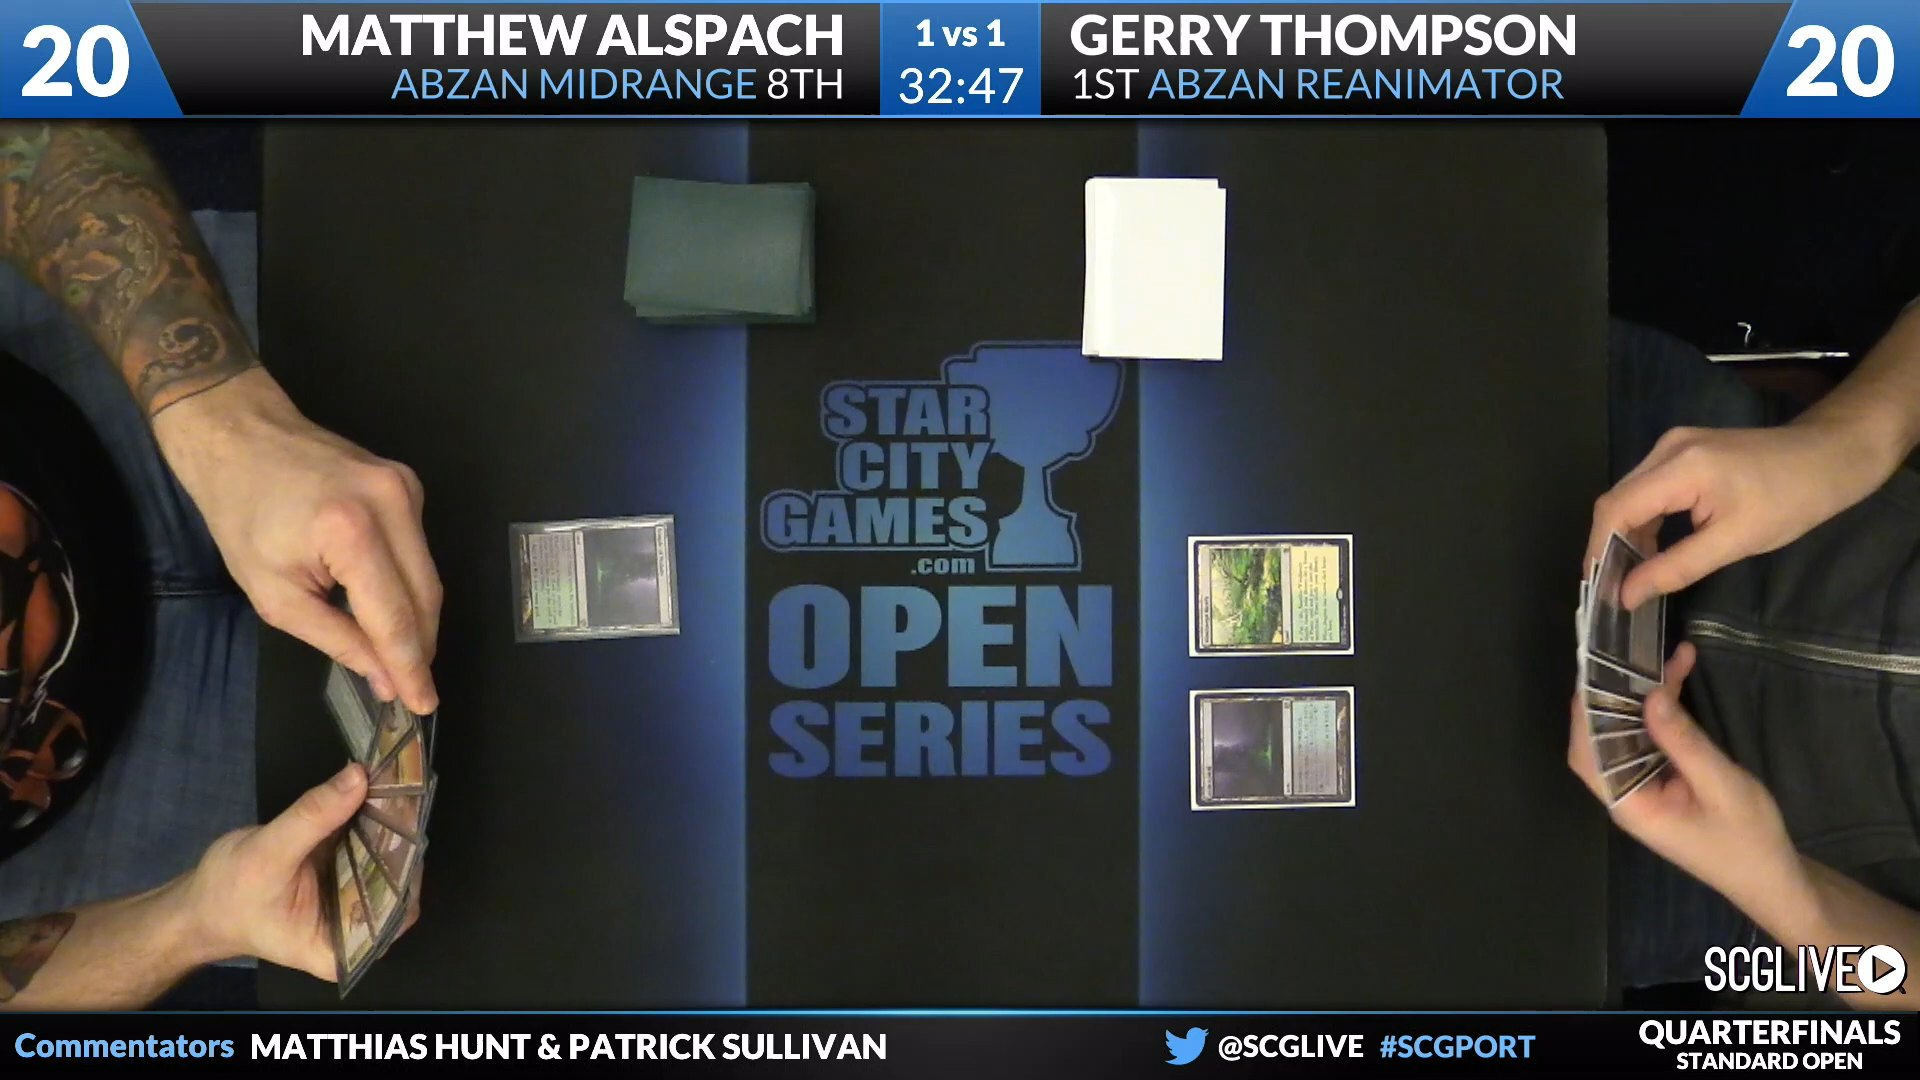 20
MATTHEW ALSPACH
ABZAN MIDRANGE 8TH
1 vs 1
32:47
GERRY THOMPSON
1ST ABZAN REANIMATOR
20
STAR
CITY
GAMES
.com
OPEN
SERIES
SCGLIVE
Commentators MATTHIAS HUNT & PATRICK SULLIVAN
@SCGLIVE #SCGPORT
QUARTERFINALS
STANDARD OPEN